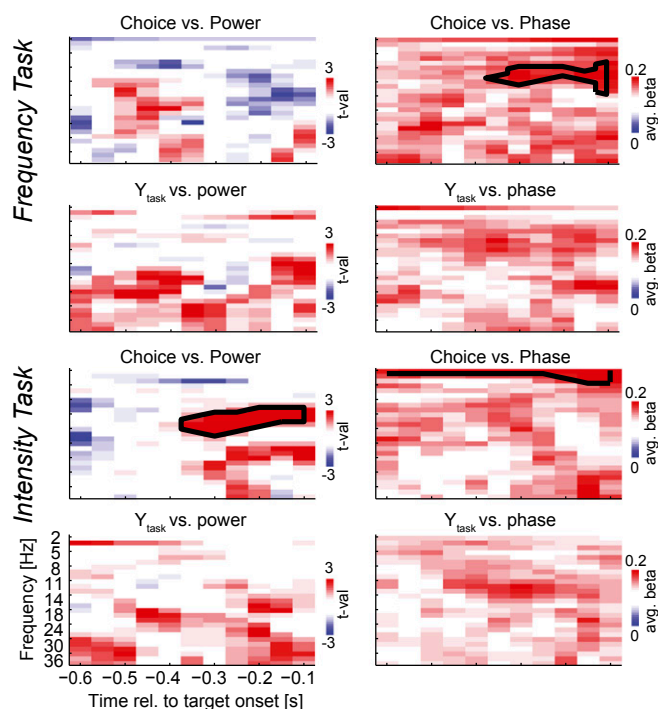 Frequency Task
Choice vs. Power
3
t-val
-3
Choice vs. Phase
0.2
avg. beta
0
Ytask vs. power
3
t-val
-3
Ytask vs. phase
0.2
avg. beta
0
Intensity Task
Choice vs. Power
3
t-val
-3
Choice vs. Phase
0.2
avg. beta
0
Ytask vs. power
Frequency [Hz]
2
5
8
11
14
18
24
30
36
3
t-val
-3
−0.6 −0.5 −0.4 −0.3 −0.2 −0.1
Time rel. to target onset [s]
Ytask vs. phase
0.2
avg. beta
0